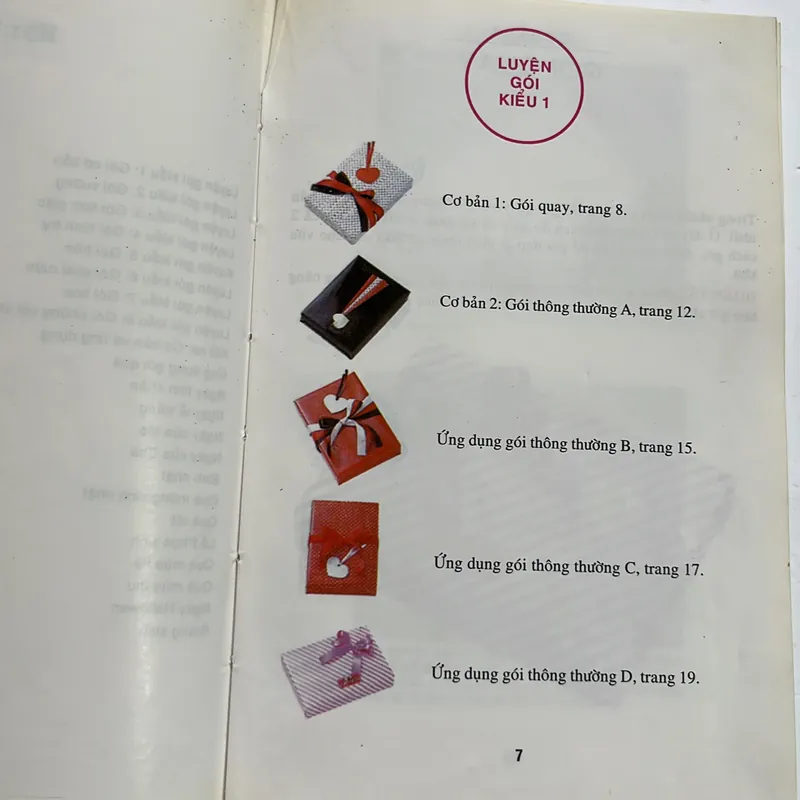 LUYỆN
GÓI
KIỂU 1
Cơ bản 1: Gói quay, trang 8.
Cơ bản 2: Gói thông thường A, trang 12.
Ứng dụng gói thông thường B, trang 15.
Ứng dụng gói thông thường C, trang 17.
Ứng dụng gói thông thường D, trang 19.
7